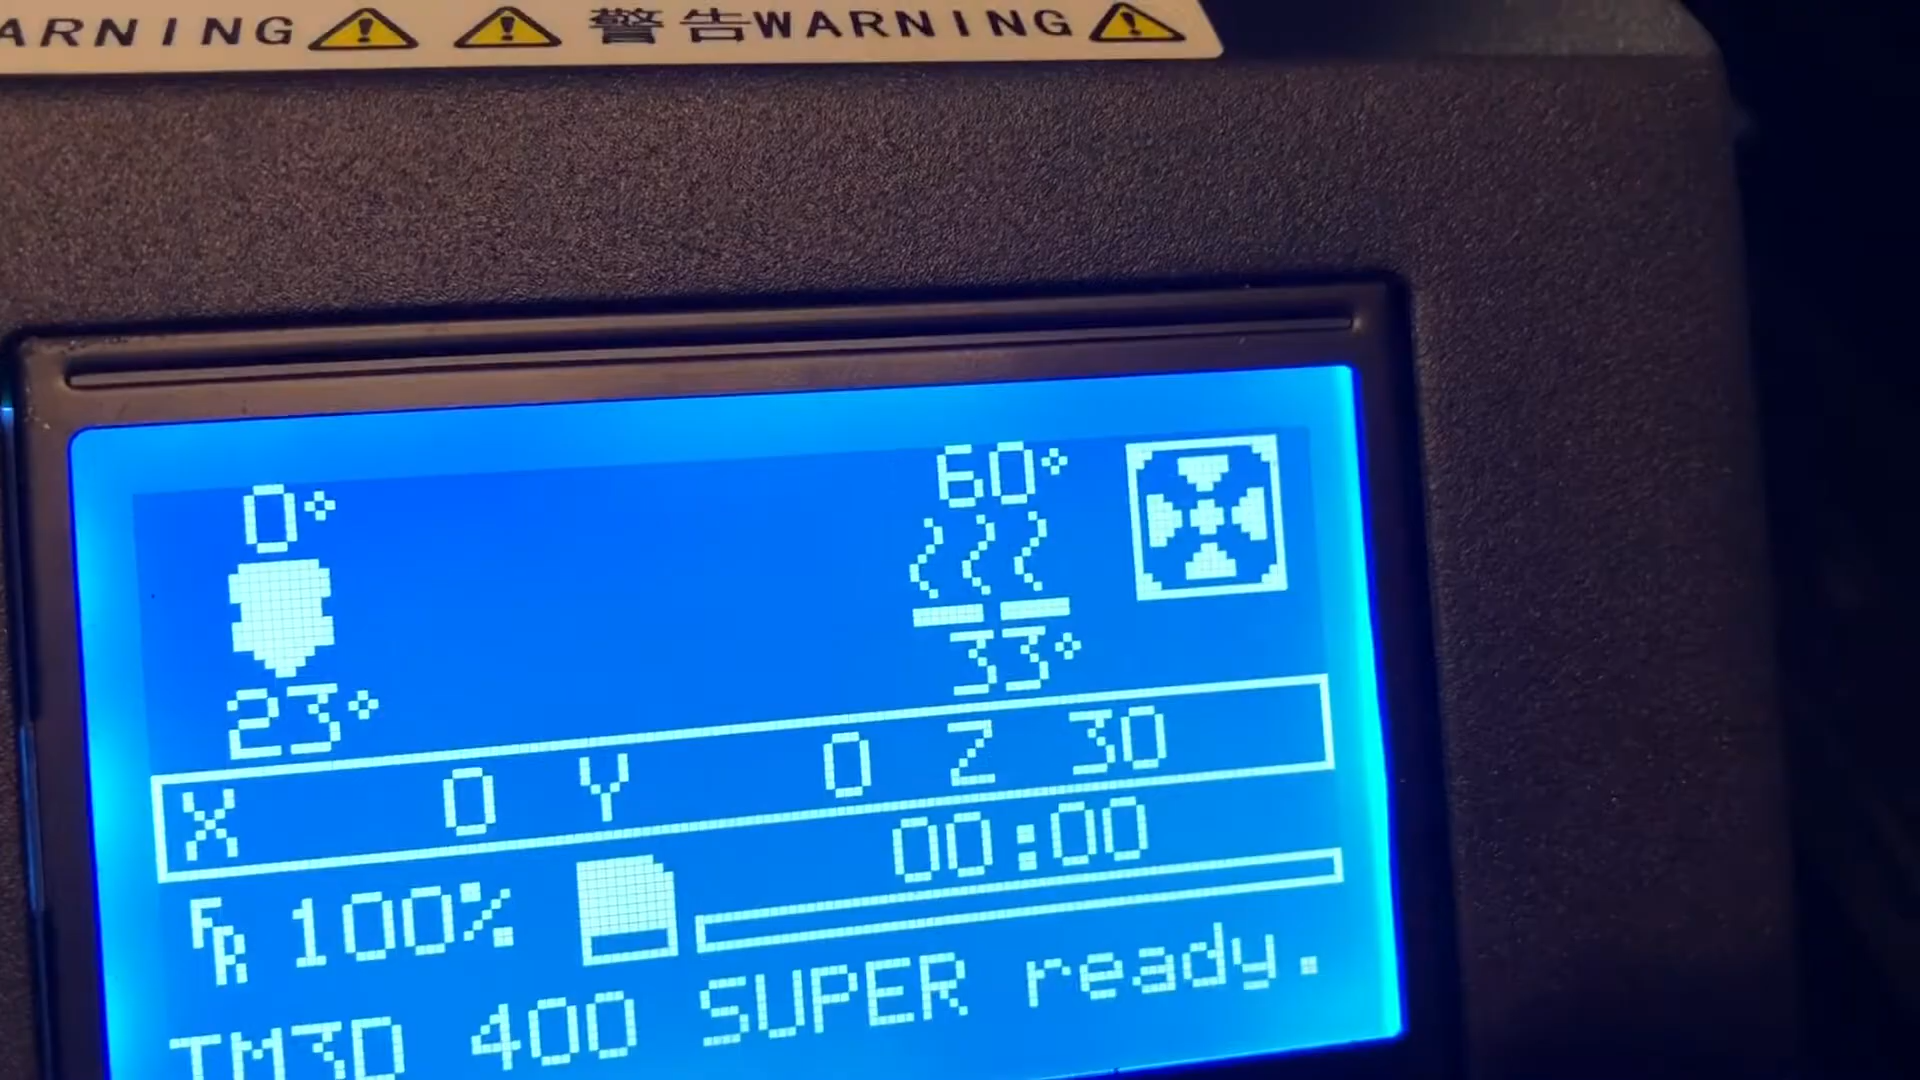 ARNING 警告WARNING
0° 60°
23° 33°
X 0 Y 0 Z 30
00:00
FR 100%
TM3D 400 SUPER ready.